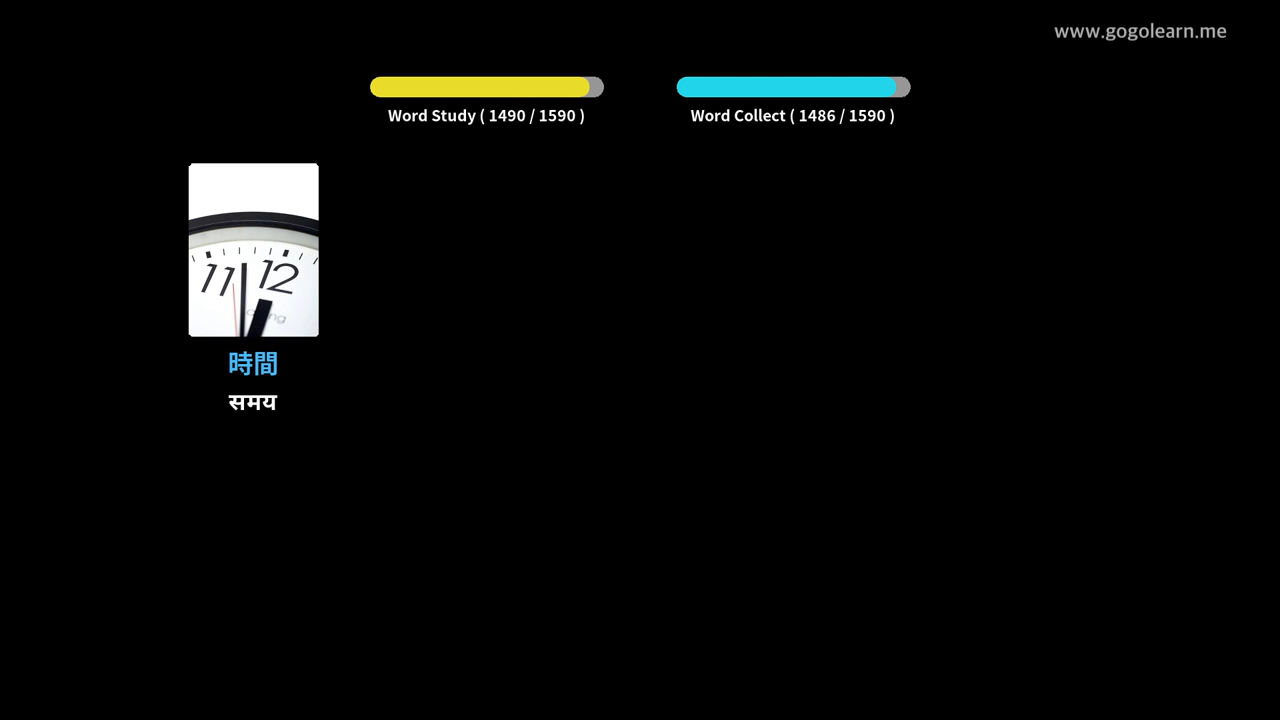 www.gogolearn.me
Word Study ( 1490 / 1590 )
Word Collect ( 1486 / 1590 )
11 12
時間
समय